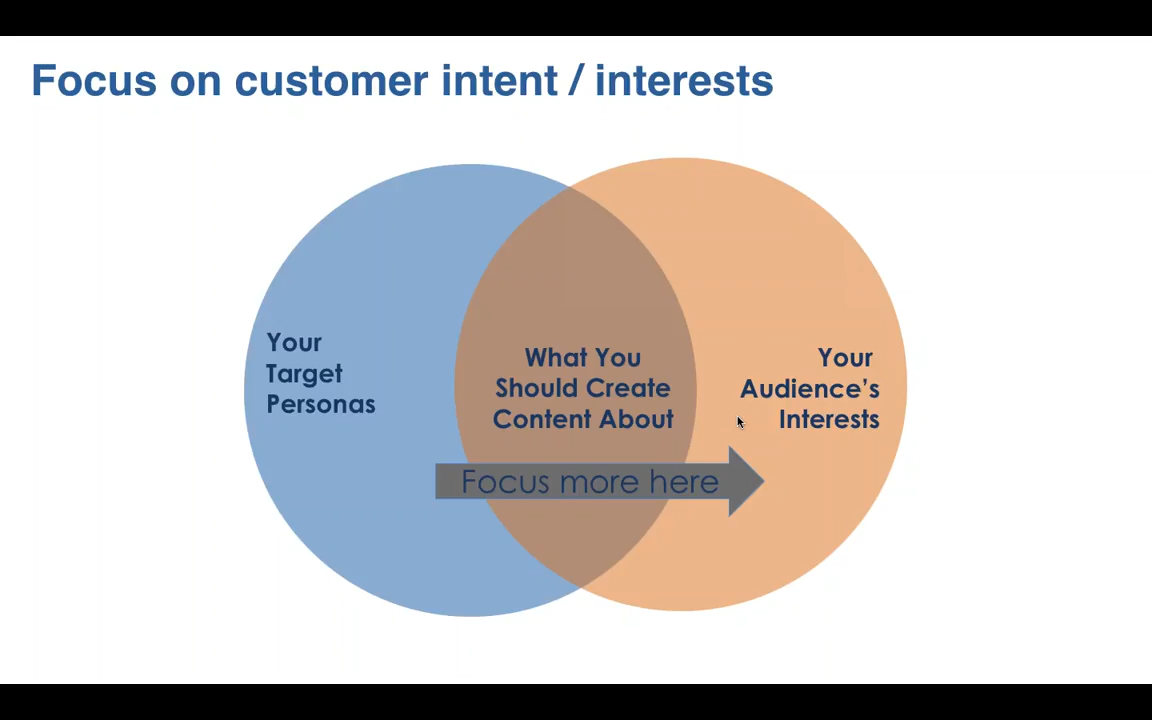 Focus on customer intent / interests
Your
Target
Personas
What You
Should Create
Content About
Your
Audience’s
Interests
Focus more here